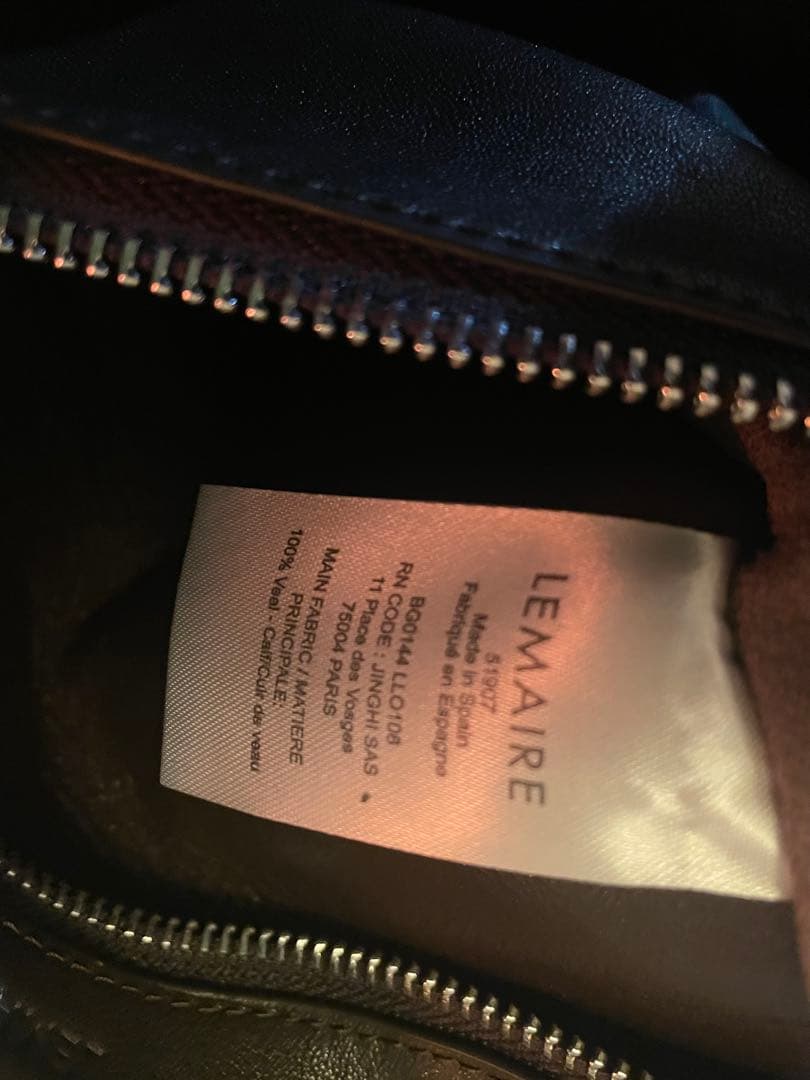 LEMAIRE
51907
Made in Spain
Fabriqué en Espagne
BG0144 LL0108
RN CODE : JINGHI SAS
11 Place des Vosges
75004 PARIS
MAIN FABRIC / MATIERE
PRINCIPALE:
100% Veal - Calf/Cuir de veau